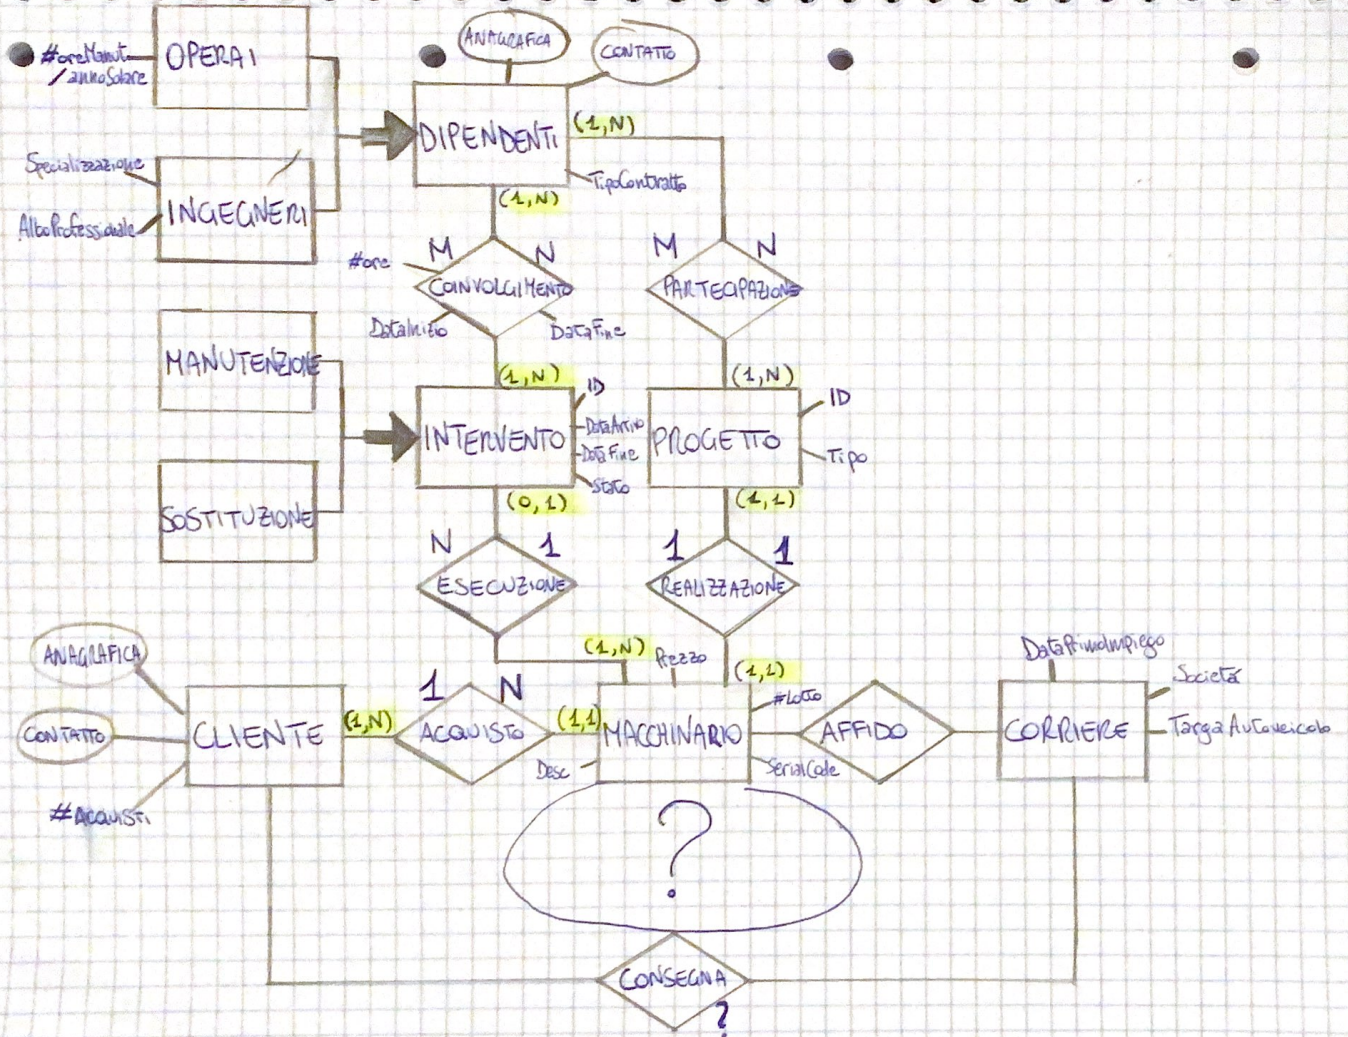 #oreManut
/annoSolare
OPERAI
ANAGRAFICA
CONTATTO
DIPENDENTI
(1,N)
TipoContratto
(1,N)
Specializzazione
AlboProfessionale
INGEGNERI
M
N
#ore
COINVOLGIMENTO
DataInizio
DataFine
M
N
PARTECIPAZIONE
MANUTENZIONE
SOSTITUZIONE
(1,N)
INTERVENTO
ID
DataArrivo
DataFine
Stato
(0,1)
(1,N)
PROGETTO
ID
Tipo
(1,1)
N
1
ESECUZIONE
1
1
REALIZZAZIONE
ANAGRAFICA
CONTATTO
#ACQUISTI
CLIENTE
(1,N)
1
N
ACQUISTO
(1,1)
(1,N)
Prezzo
(1,1)
#Lotto
MACCHINARIO
Desc
SerialCode
AFFIDO
CORRIERE
DataPrimoImpiego
Società
TargaAutoveicolo
?
CONSEGNA
?